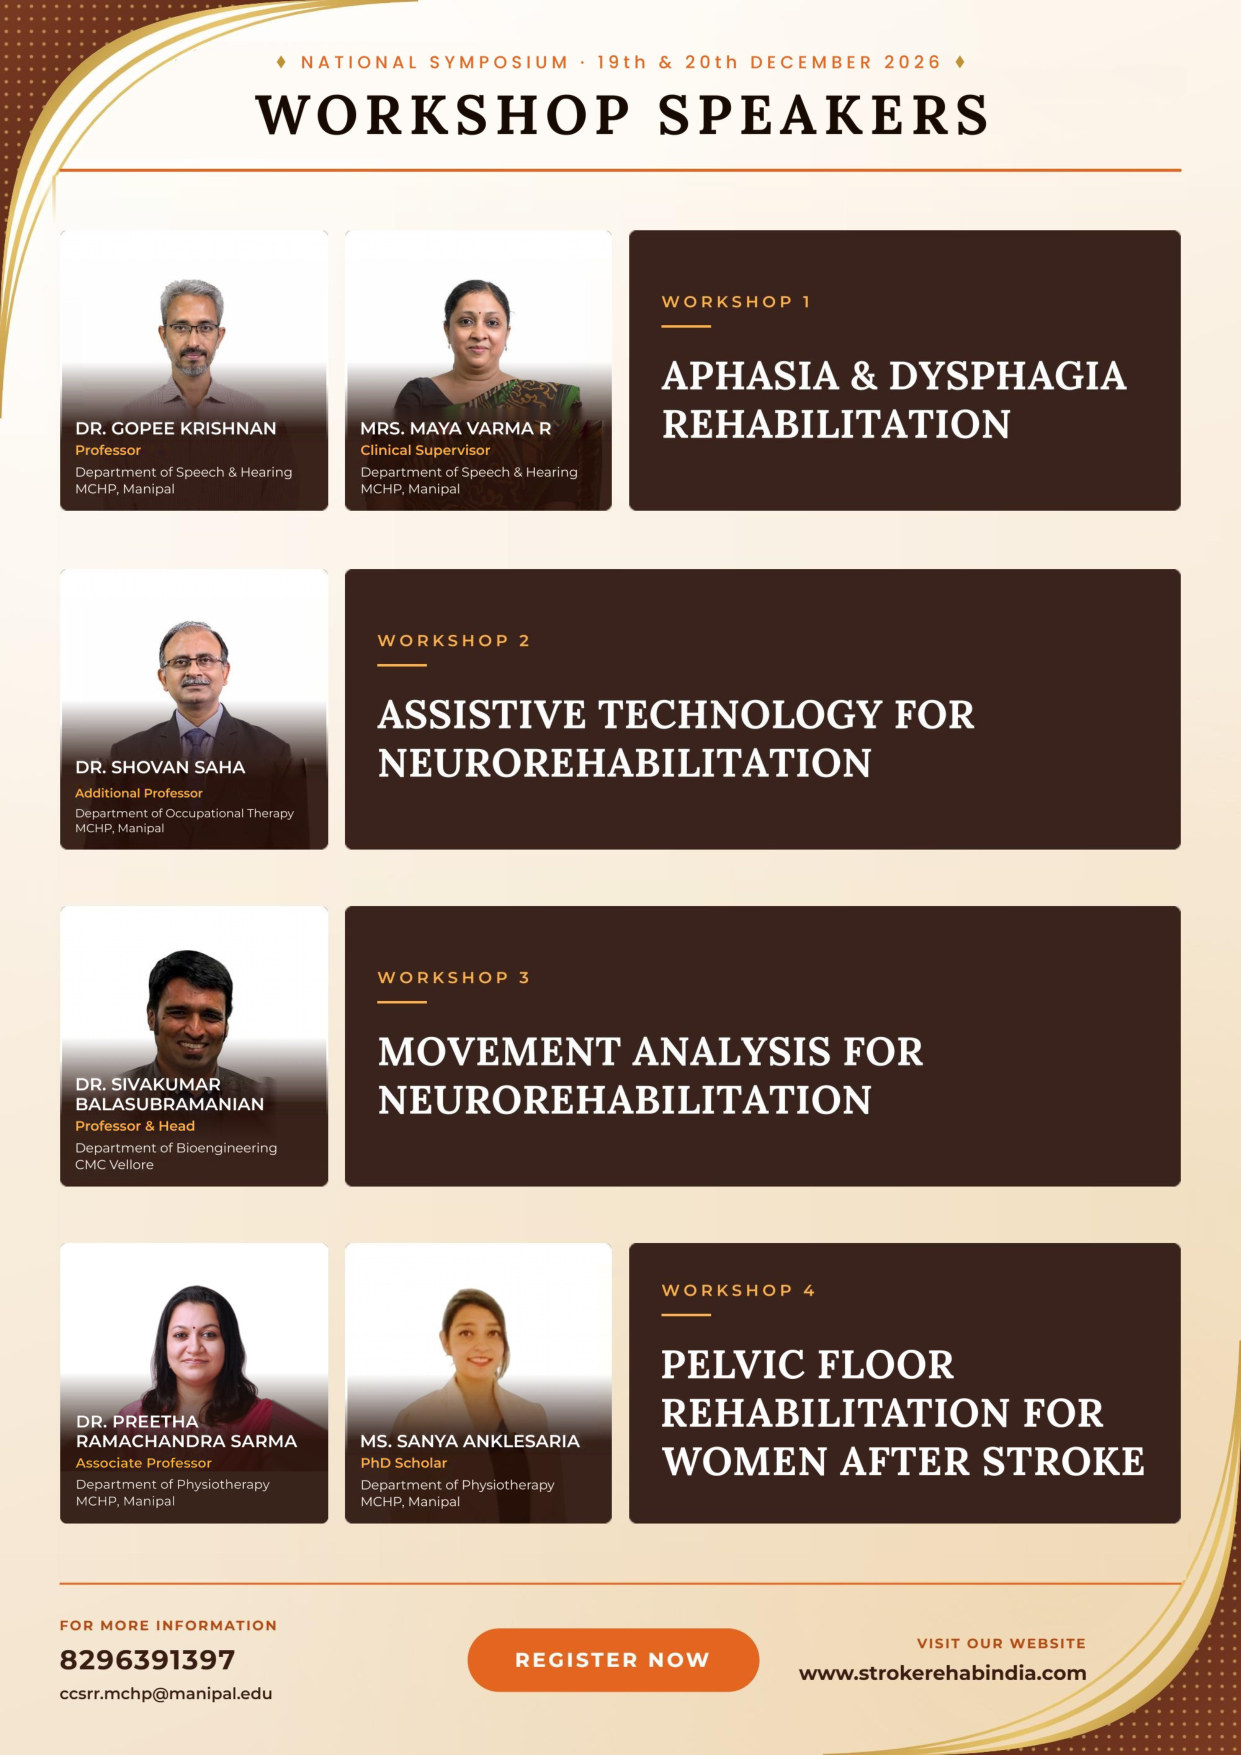 NATIONAL SYMPOSIUM · 19th & 20th DECEMBER 2026
WORKSHOP SPEAKERS
DR. GOPEE KRISHNAN
Professor
Department of Speech & Hearing
MCHP, Manipal
MRS. MAYA VARMA R
Clinical Supervisor
Department of Speech & Hearing
MCHP, Manipal
WORKSHOP 1
APHASIA & DYSPHAGIA
REHABILITATION
DR. SHOVAN SAHA
Additional Professor
Department of Occupational Therapy
MCHP, Manipal
WORKSHOP 2
ASSISTIVE TECHNOLOGY FOR
NEUROREHABILITATION
DR. SIVAKUMAR
BALASUBRAMANIAN
Professor & Head
Department of Bioengineering
CMC Vellore
WORKSHOP 3
MOVEMENT ANALYSIS FOR
NEUROREHABILITATION
DR. PREETHA
RAMACHANDRA SARMA
Associate Professor
Department of Physiotherapy
MCHP, Manipal
MS. SANYA ANKLESARIA
PhD Scholar
Department of Physiotherapy
MCHP, Manipal
WORKSHOP 4
PELVIC FLOOR
REHABILITATION FOR
WOMEN AFTER STROKE
FOR MORE INFORMATION
8296391397
ccsrr.mchp@manipal.edu
REGISTER NOW
VISIT OUR WEBSITE
www.strokerehabindia.com